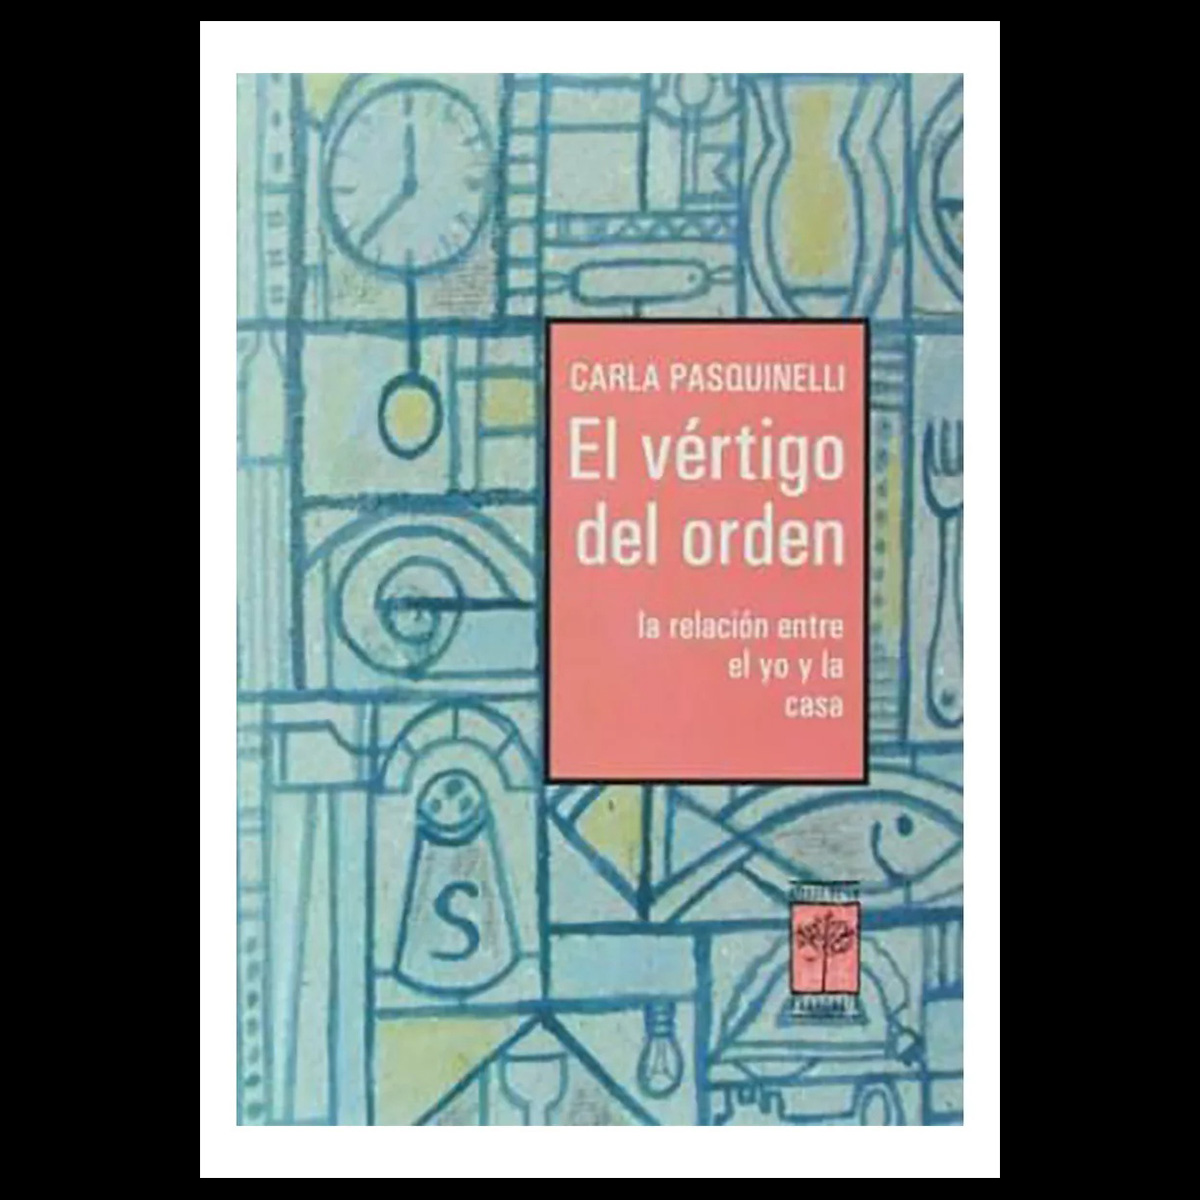 CARLA PASQUINELLI
El vértigo
del orden
la relación entre
el yo y la
casa
S